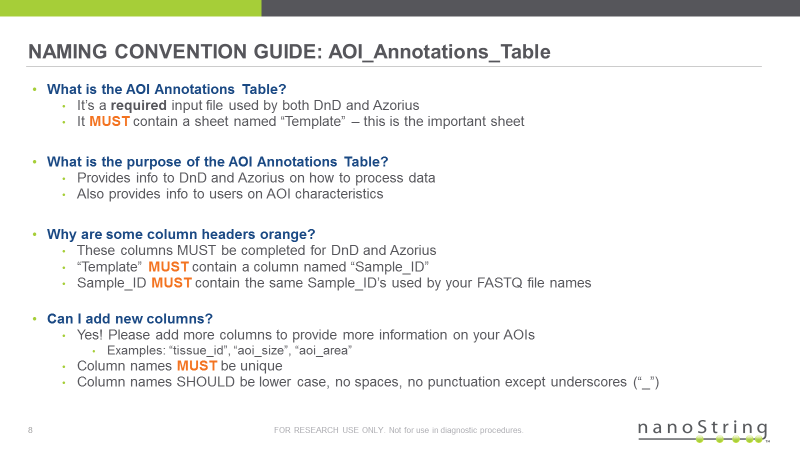 NAMING CONVENTION GUIDE: AOI_Annotations_Table
• What is the AOI Annotations Table?
• It’s a required input file used by both DnD and Azorius
• It MUST contain a sheet named “Template” – this is the important sheet
• What is the purpose of the AOI Annotations Table?
• Provides info to DnD and Azorius on how to process data
• Also provides info to users on AOI characteristics
• Why are some column headers orange?
• These columns MUST be completed for DnD and Azorius
• “Template” MUST contain a column named “Sample_ID”
• Sample_ID MUST contain the same Sample_ID’s used by your FASTQ file names
• Can I add new columns?
• Yes! Please add more columns to provide more information on your AOIs
• Examples: “tissue_id”, “aoi_size”, “aoi_area”
• Column names MUST be unique
• Column names SHOULD be lower case, no spaces, no punctuation except underscores (“_”)
8
FOR RESEARCH USE ONLY. Not for use in diagnostic procedures.
nanoString™